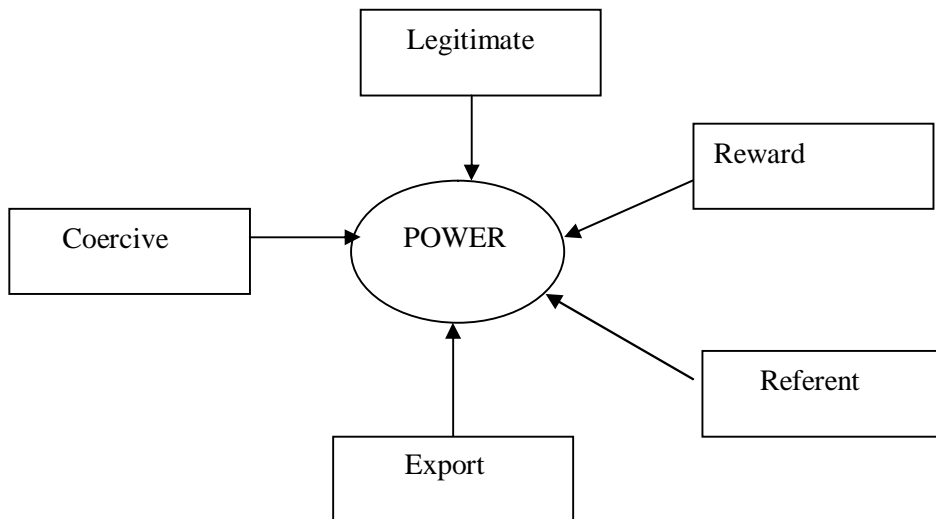 Legitimate
Reward
Coercive
POWER
Referent
Export